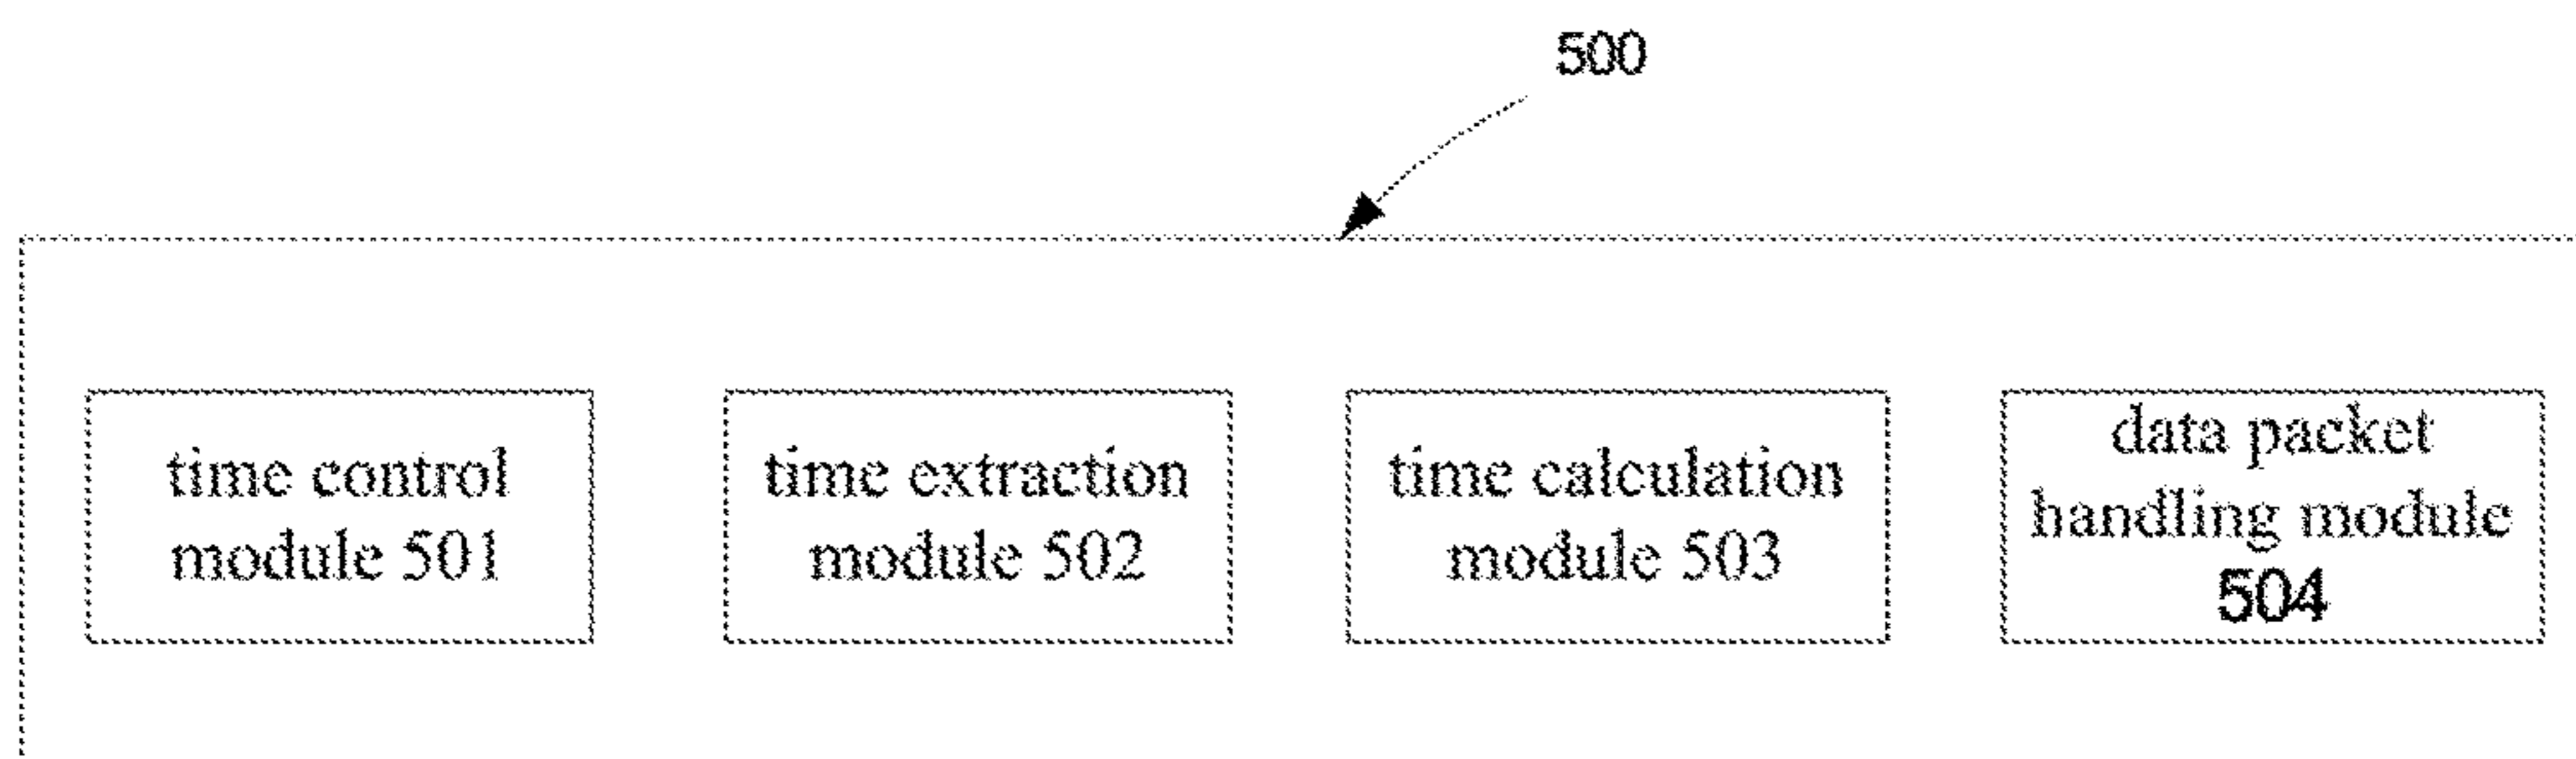 500
time control
module 501
time extraction
module 502
time calculation
module 503
data packet
handling module
504